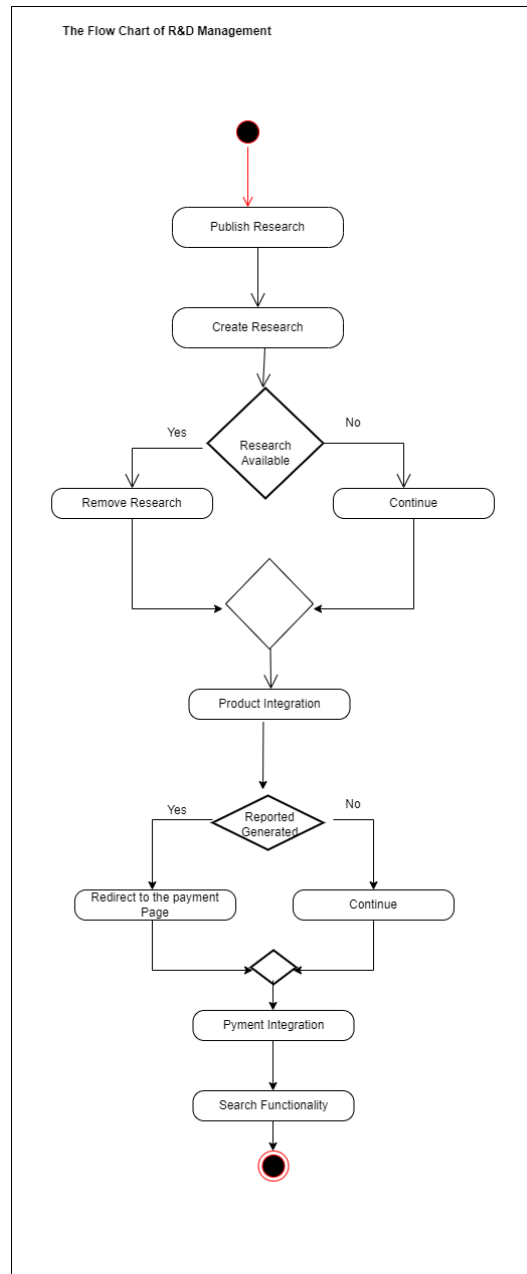 The Flow Chart of R&D Management
Publish Research
Create Research
Yes
No
Research
Available
Remove Research
Continue
Product Integration
Yes
No
Reported
Generated
Redirect to the payment
Page
Continue
Pyment Integration
Search Functionality